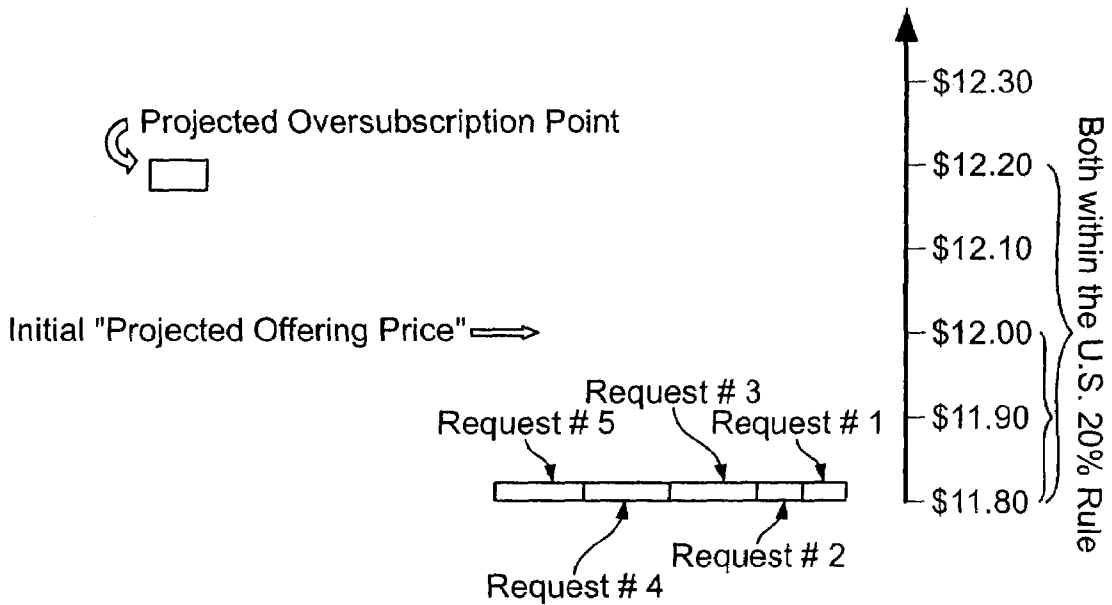 $12.30
Projected Oversubscription Point
$12.20
$12.10
Initial "Projected Offering Price"
$12.00
Request # 3
$11.90
Request # 5
Request # 1
$11.80
Request # 2
Request # 4
Both within the U.S. 20% Rule